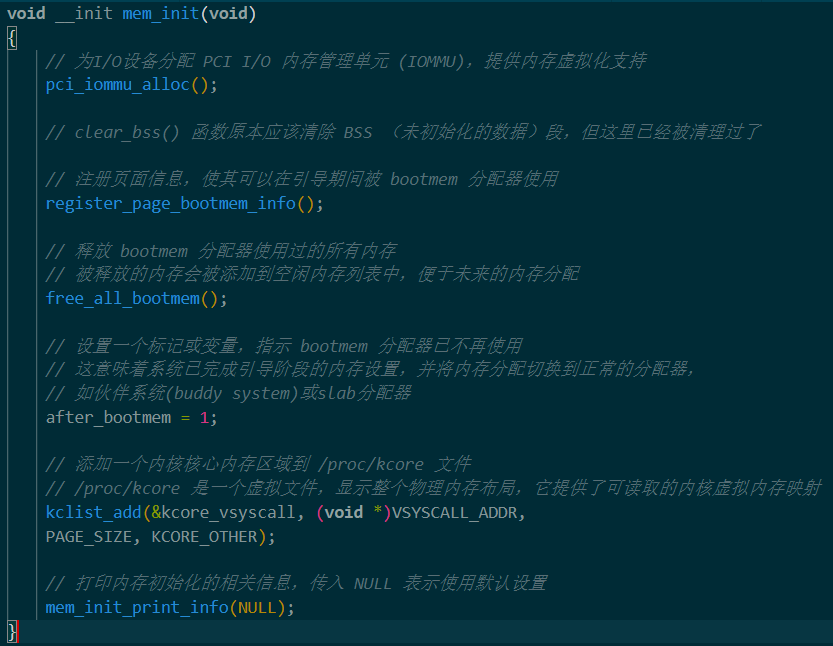 void __init mem_init(void)
{
// 为I/O设备分配 PCI I/O 内存管理单元 (IOMMU)，提供内存虚拟化支持
pci_iommu_alloc();
// clear_bss() 函数原本应该清除 BSS （未初始化的数据）段，但这里已经被清理过了
// 注册页面信息，使其可以在引导期间被 bootmem 分配器使用
register_page_bootmem_info();
// 释放 bootmem 分配器使用过的所有内存
// 被释放的内存会被添加到空闲内存列表中，便于未来的内存分配
free_all_bootmem();
// 设置一个标记或变量，指示 bootmem 分配器已不再使用
// 这意味着系统已完成引导阶段的内存设置，并将内存分配切换到正常的分配器，
// 如伙伴系统(buddy system)或slab分配器
after_bootmem = 1;
// 添加一个内核核心内存区域到 /proc/kcore 文件
// /proc/kcore 是一个虚拟文件，显示整个物理内存布局，它提供了可读取的内核虚拟内存映射
kclist_add(&kcore_vsyscall, (void *)VSYSCALL_ADDR,
PAGE_SIZE, KCORE_OTHER);
// 打印内存初始化的相关信息，传入 NULL 表示使用默认设置
mem_init_print_info(NULL);
}